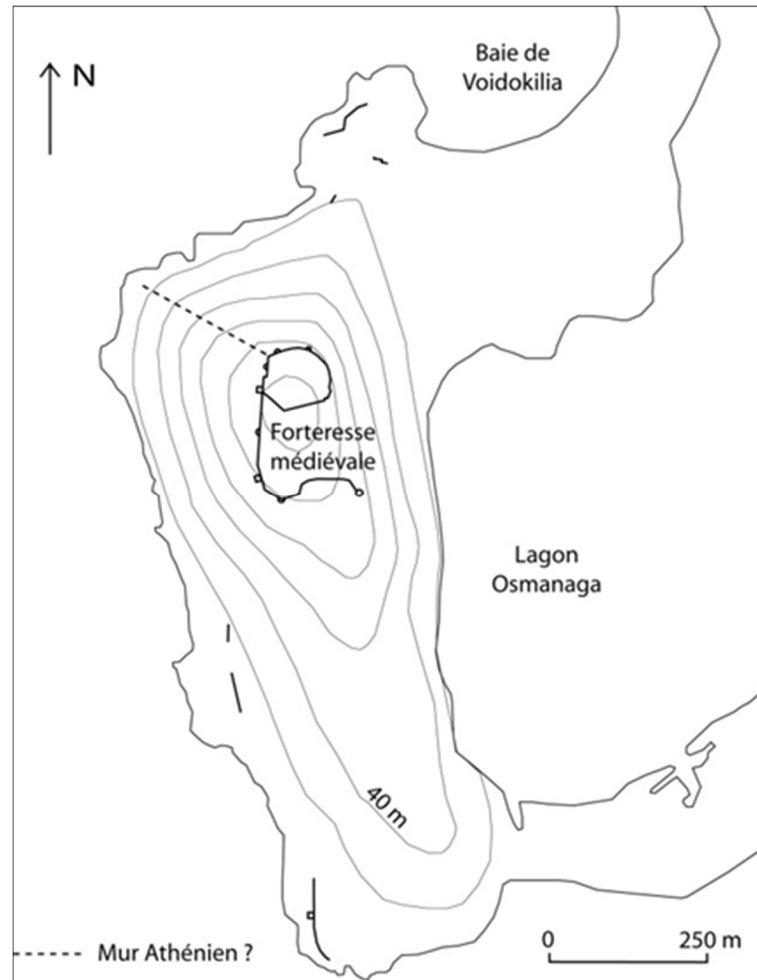 Baie de
Voidokilia
N
Forteresse
médiévale
Lagon
Osmanaga
40 m
Mur Athénien ?
0 250 m